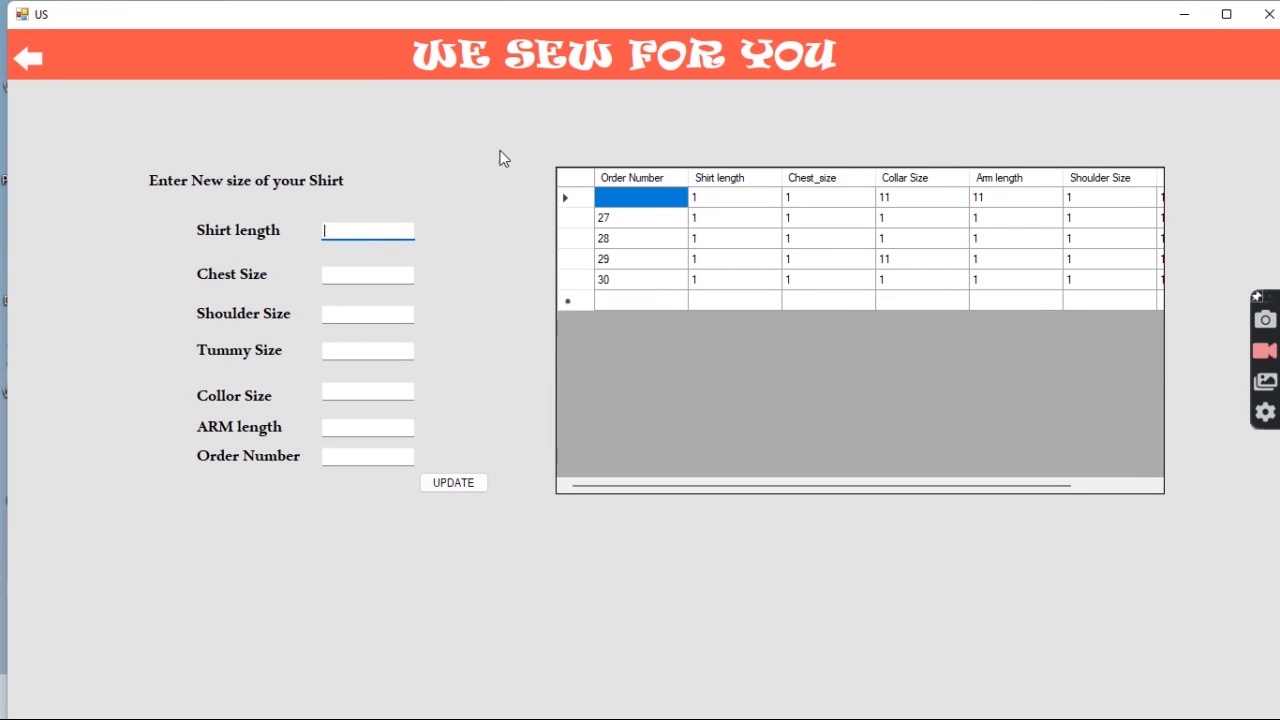 US
WE SEW FOR YOU
Enter New size of your Shirt
Shirt length
Chest Size
Shoulder Size
Tummy Size
Collor Size
ARM length
Order Number
UPDATE
Order Number Shirt length Chest_size Collar Size Arm length Shoulder Size
1 1 11 11 1
27 1 1 1 1 1
28 1 1 1 1 1
29 1 1 11 1 1
30 1 1 1 1 1